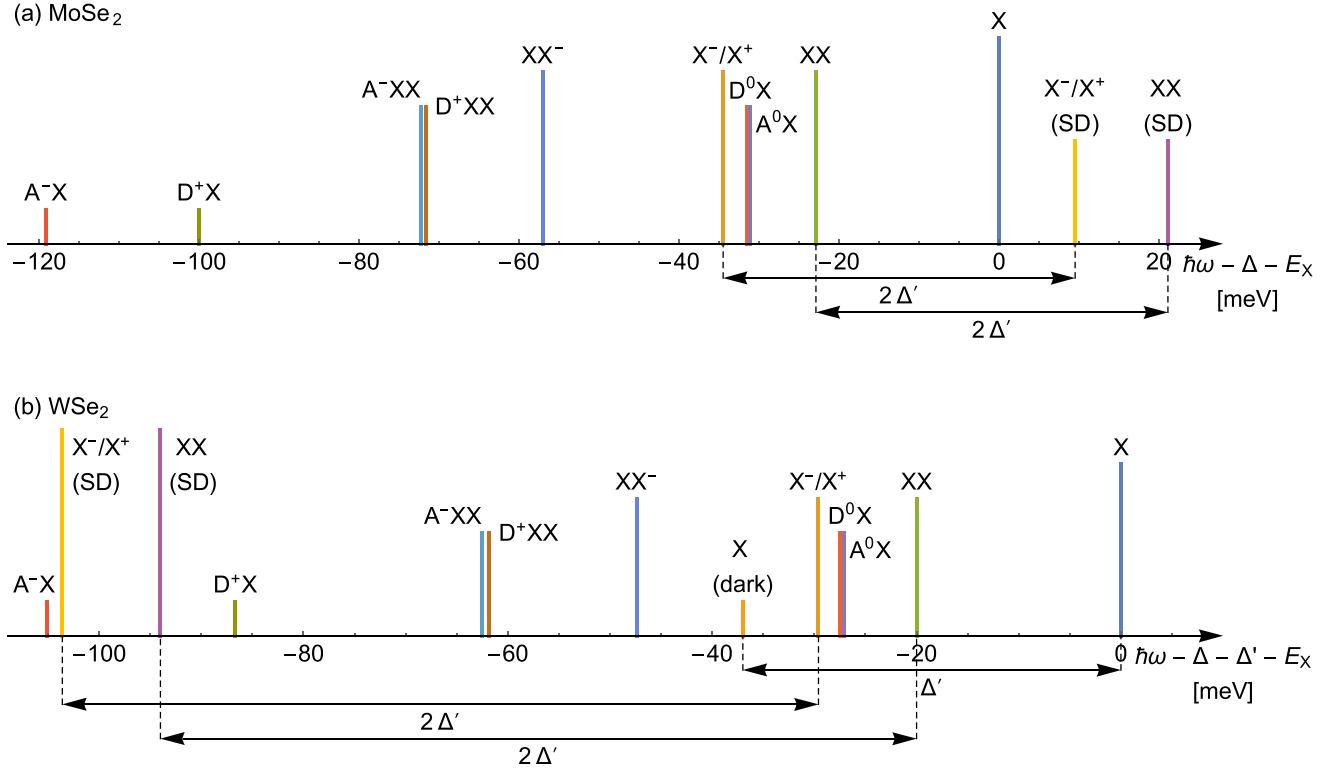 (a) MoSe₂
X
XX⁻
X⁻/X⁺
XX
A⁻XX
D⁺XX
D⁰X
A⁰X
X⁻/X⁺
(SD)
XX
(SD)
A⁻X
D⁺X
−120
−100
−80
−60
−40
−20
0
20
ℏω − Δ − E_X
[meV]
2 Δ′
2 Δ′
(b) WSe₂
X⁻/X⁺
(SD)
XX
(SD)
X
XX⁻
X⁻/X⁺
XX
A⁻XX
D⁺XX
D⁰X
A⁰X
X
(dark)
A⁻X
D⁺X
−100
−80
−60
−40
−20
0
ℏω − Δ − Δ' − E_X
[meV]
Δ′
2 Δ′
2 Δ′